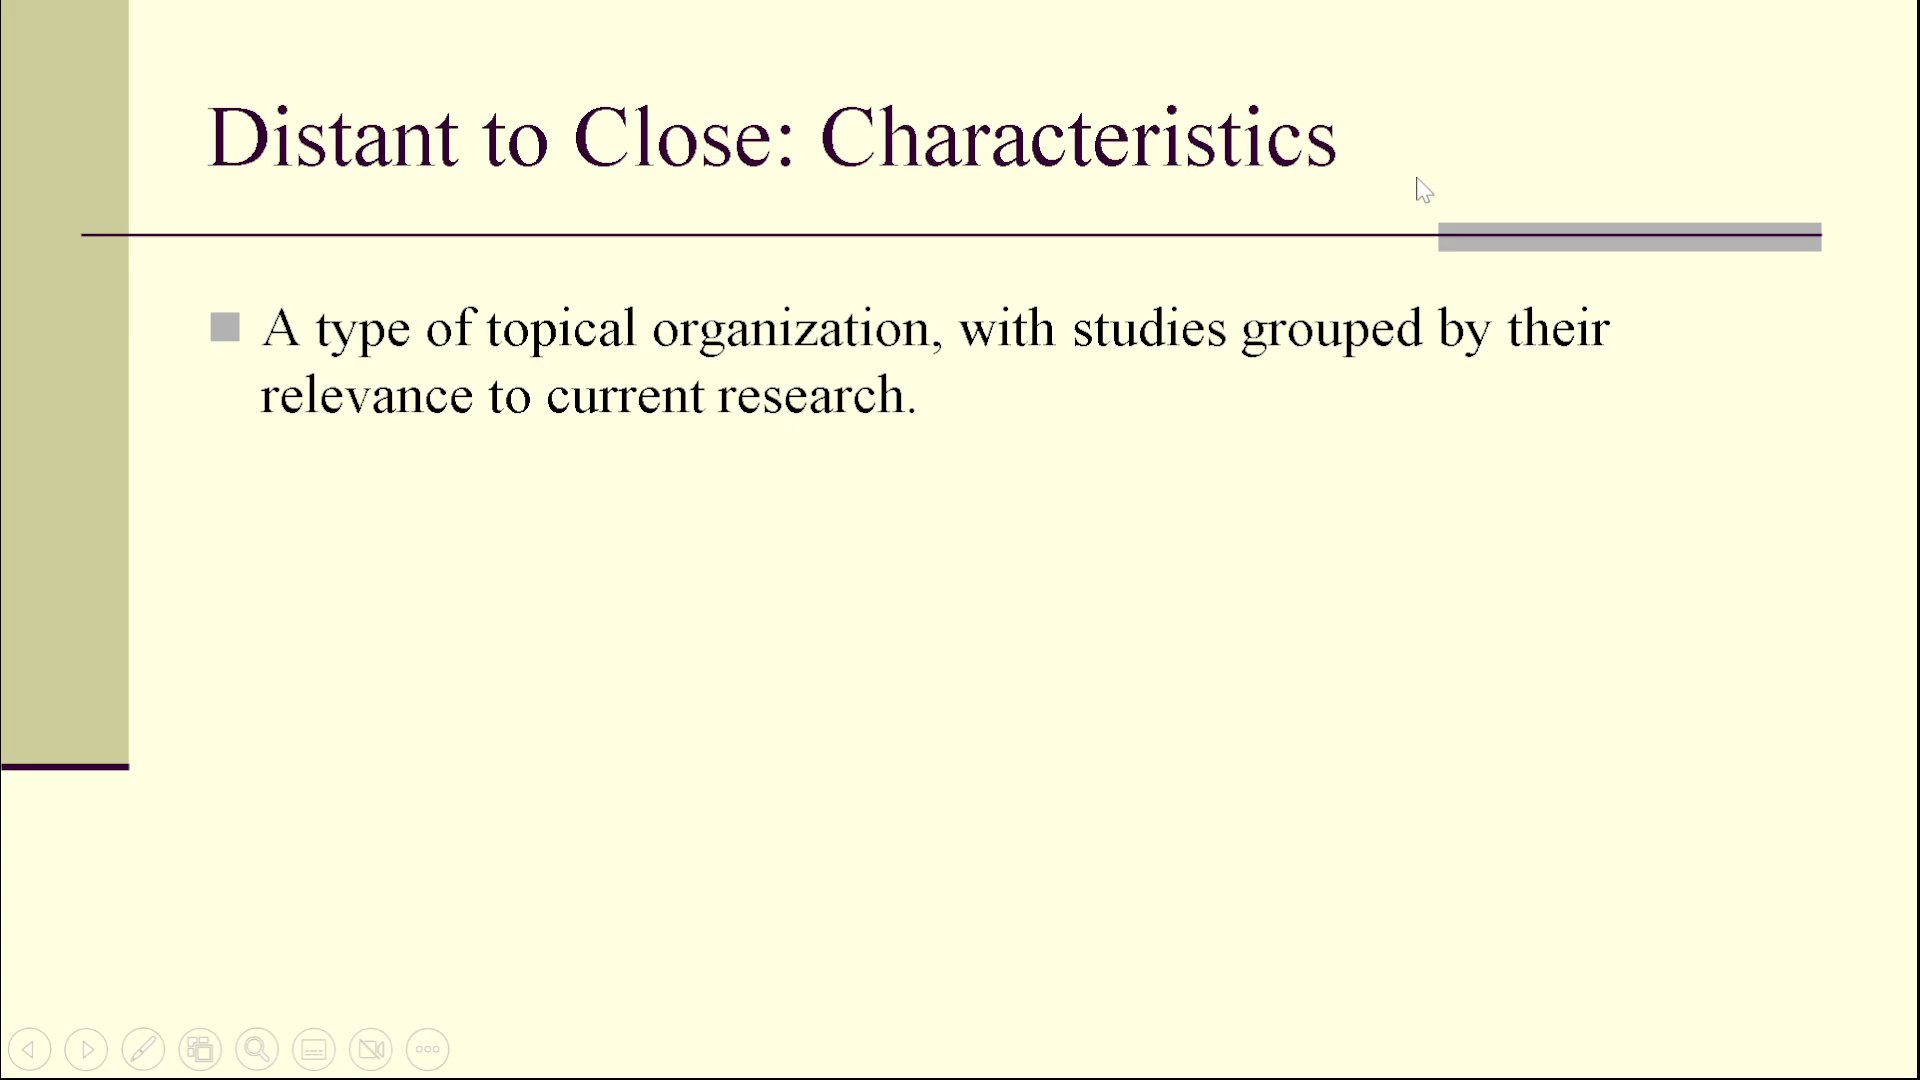 Distant to Close: Characteristics
A type of topical organization, with studies grouped by their
relevance to current research.